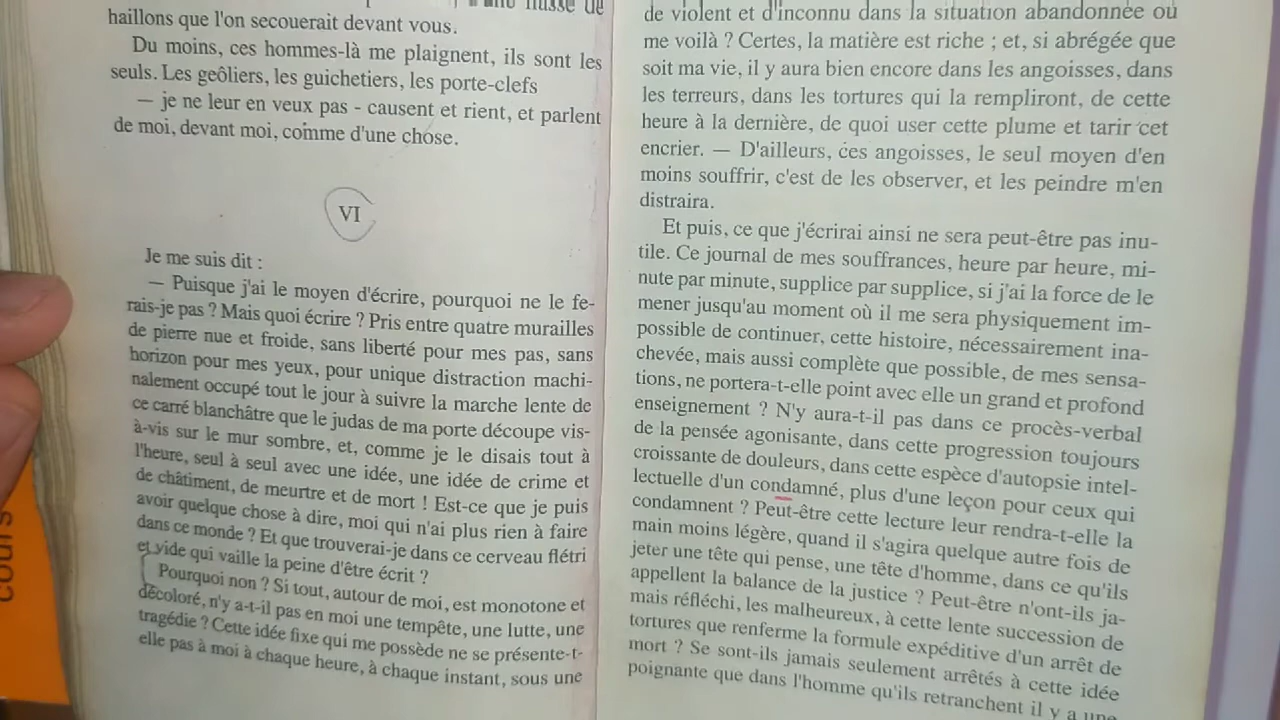 haillons que l'on secouerait devant vous.
Du moins, ces hommes-là me plaignent, ils sont les
seuls. Les geôliers, les guichetiers, les porte-clefs
— je ne leur en veux pas - causent et rient, et parlent
de moi, devant moi, comme d'une chose.
VI
Je me suis dit :
— Puisque j'ai le moyen d'écrire, pourquoi ne le fe-
rais-je pas ? Mais quoi écrire ? Pris entre quatre murailles
de pierre nue et froide, sans liberté pour mes pas, sans
horizon pour mes yeux, pour unique distraction machi-
nalement occupé tout le jour à suivre la marche lente de
ce carré blanchâtre que le judas de ma porte découpe vis-
à-vis sur le mur sombre, et, comme je le disais tout à
l'heure, seul à seul avec une idée, une idée de crime et
de châtiment, de meurtre et de mort ! Est-ce que je puis
avoir quelque chose à dire, moi qui n'ai plus rien à faire
dans ce monde ? Et que trouverai-je dans ce cerveau flétri
et vide qui vaille la peine d'être écrit ?
Pourquoi non ? Si tout, autour de moi, est monotone et
décoloré, n'y a-t-il pas en moi une tempête, une lutte, une
tragédie ? Cette idée fixe qui me possède ne se présente-t-
elle pas à moi à chaque heure, à chaque instant, sous une
de violent et d'inconnu dans la situation abandonnée où
me voilà ? Certes, la matière est riche ; et, si abrégée que
soit ma vie, il y aura bien encore dans les angoisses, dans
les terreurs, dans les tortures qui la rempliront, de cette
heure à la dernière, de quoi user cette plume et tarir cet
encrier. — D'ailleurs, ces angoisses, le seul moyen d'en
moins souffrir, c'est de les observer, et les peindre m'en
distraira.
Et puis, ce que j'écrirai ainsi ne sera peut-être pas inu-
tile. Ce journal de mes souffrances, heure par heure, mi-
nute par minute, supplice par supplice, si j'ai la force de le
mener jusqu'au moment où il me sera physiquement im-
possible de continuer, cette histoire, nécessairement ina-
chevée, mais aussi complète que possible, de mes sensa-
tions, ne portera-t-elle point avec elle un grand et profond
enseignement ? N'y aura-t-il pas dans ce procès-verbal
de la pensée agonisante, dans cette progression toujours
croissante de douleurs, dans cette espèce d'autopsie intel-
lectuelle d'un condamné, plus d'une leçon pour ceux qui
condamnent ? Peut-être cette lecture leur rendra-t-elle la
main moins légère, quand il s'agira quelque autre fois de
jeter une tête qui pense, une tête d'homme, dans ce qu'ils
appellent la balance de la justice ? Peut-être n'ont-ils ja-
mais réfléchi, les malheureux, à cette lente succession de
tortures que renferme la formule expéditive d'un arrêt de
mort ? Se sont-ils jamais seulement arrêtés à cette idée
poignante que dans l'homme qu'ils retranchent il y a une
cours